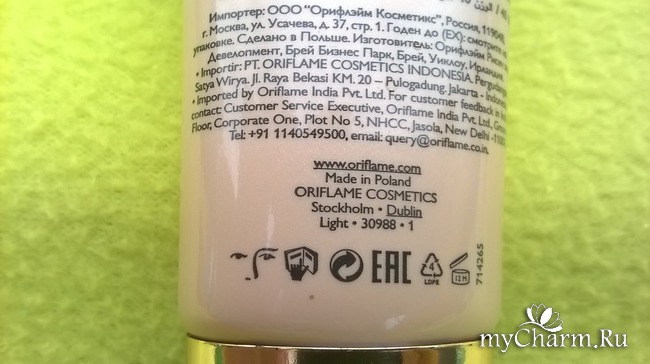 Импортер: ООО "Орифлэйм Косметикс", Россия,
г. Москва, ул. Усачева, д. 37, стр. 1. Годен до (EX): смотрите на
упаковке. Сделано в Польше. Изготовитель: Орифлэйм
Девелопмент, Брей Бизнес Парк, Брей, Уиклоу, Ирландия
• Importir: PT. ORIFLAME COSMETICS INDONESIA. Pergudangan
Satya Wirya. Jl. Raya Bekasi KM. 20 – Pulogadung. Jakarta - Indonesia
• Imported by Oriflame India Pvt. Ltd. For customer feedback in
contact: Customer Service Executive, Oriflame India Pvt. Ltd.,
Floor, Corporate One, Plot No 5, NHCC, Jasola, New Delhi
Tel: +91 1140549500, email: query@oriflame.co.in.
www.oriflame.com
Made in Poland
ORIFLAME COSMETICS
Stockholm • Dublin
Light • 30988 • 1
EAC 4 LDPE 12 M
714265
myCharm.Ru